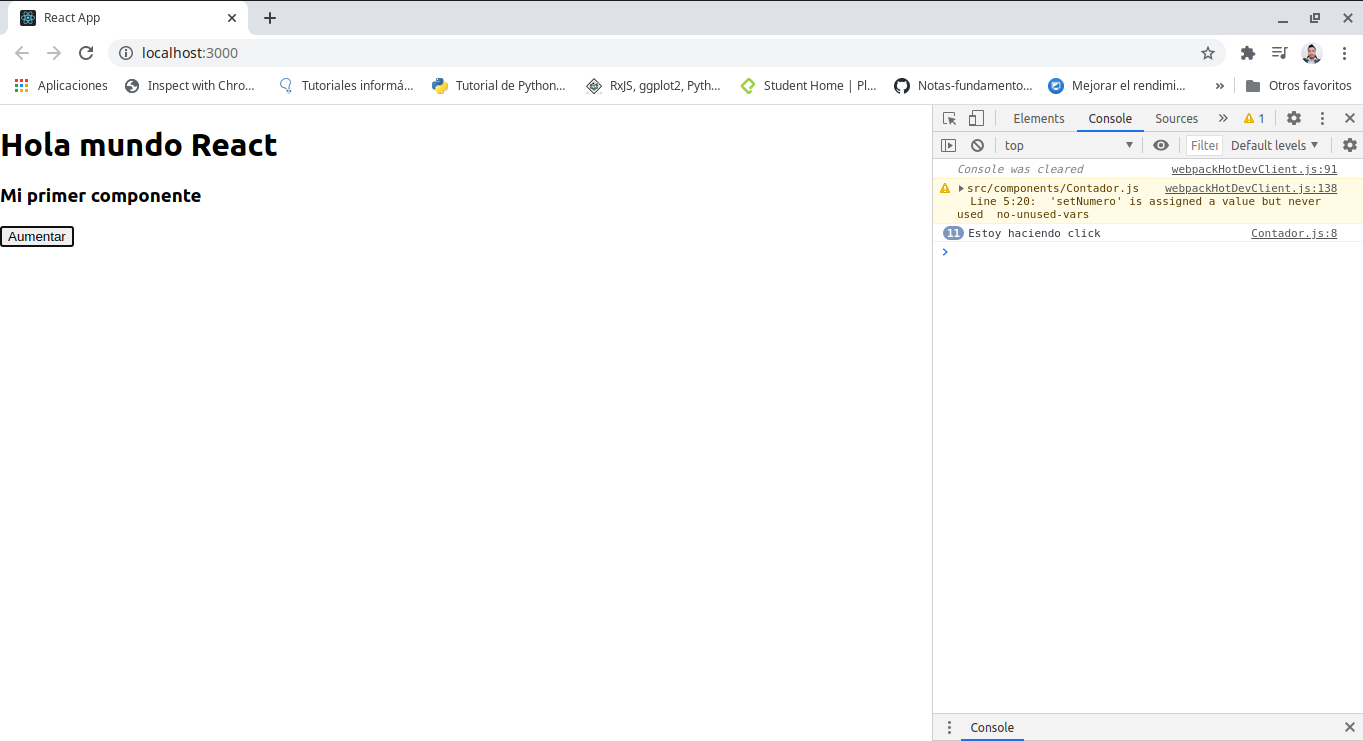 React App
localhost:3000
Aplicaciones Inspect with Chro... Tutoriales informá... Tutorial de Python... RxJS, ggplot2, Pyth... Student Home | Pl... Notas-fundamento... Mejorar el rendimi... » Otros favoritos
Hola mundo React
Mi primer componente
Aumentar
Elements Console Sources » 1
top Filter Default levels
Console was cleared webpackHotDevClient.js:91
src/components/Contador.js webpackHotDevClient.js:138
Line 5:20: 'setNumero' is assigned a value but never
used no-unused-vars
11 Estoy haciendo click Contador.js:8
Console